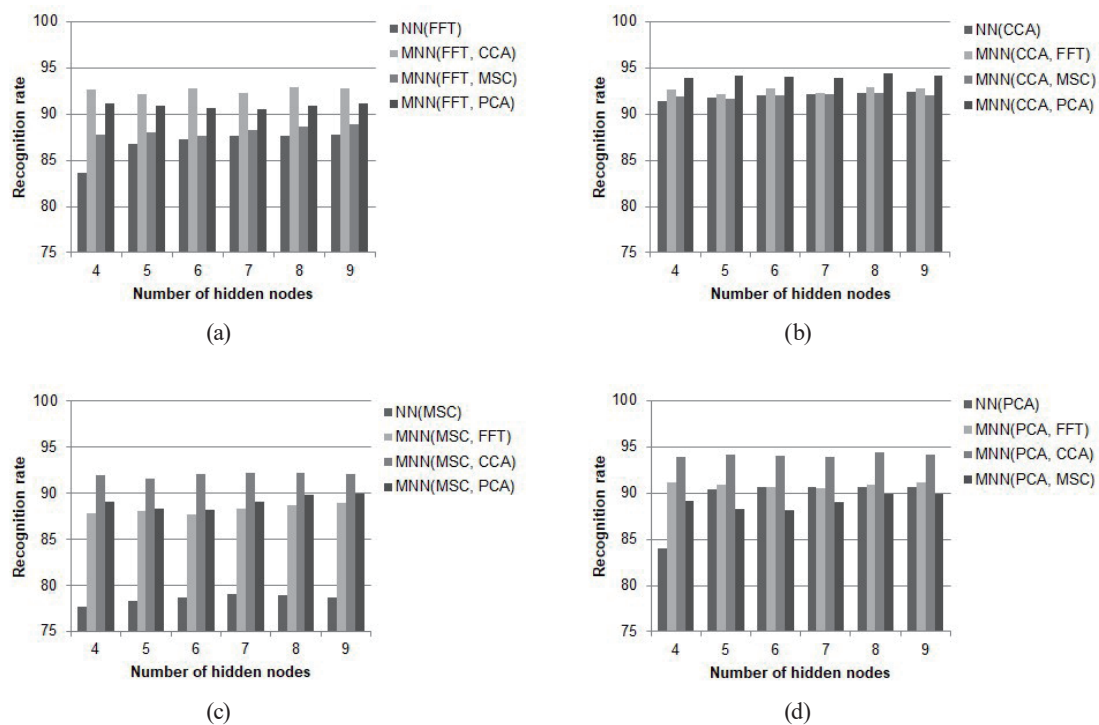 100
95
90
85
80
75
Recognition rate
4 5 6 7 8 9
Number of hidden nodes
NN(FFT)
MNN(FFT, CCA)
MNN(FFT, MSC)
MNN(FFT, PCA)
(a)
100
95
90
85
80
75
Recognition rate
4 5 6 7 8 9
Number of hidden nodes
NN(CCA)
MNN(CCA, FFT)
MNN(CCA, MSC)
MNN(CCA, PCA)
(b)
100
95
90
85
80
75
Recognition rate
4 5 6 7 8 9
Number of hidden nodes
NN(MSC)
MNN(MSC, FFT)
MNN(MSC, CCA)
MNN(MSC, PCA)
(c)
100
95
90
85
80
75
Recognition rate
4 5 6 7 8 9
Number of hidden nodes
NN(PCA)
MNN(PCA, FFT)
MNN(PCA, CCA)
MNN(PCA, MSC)
(d)